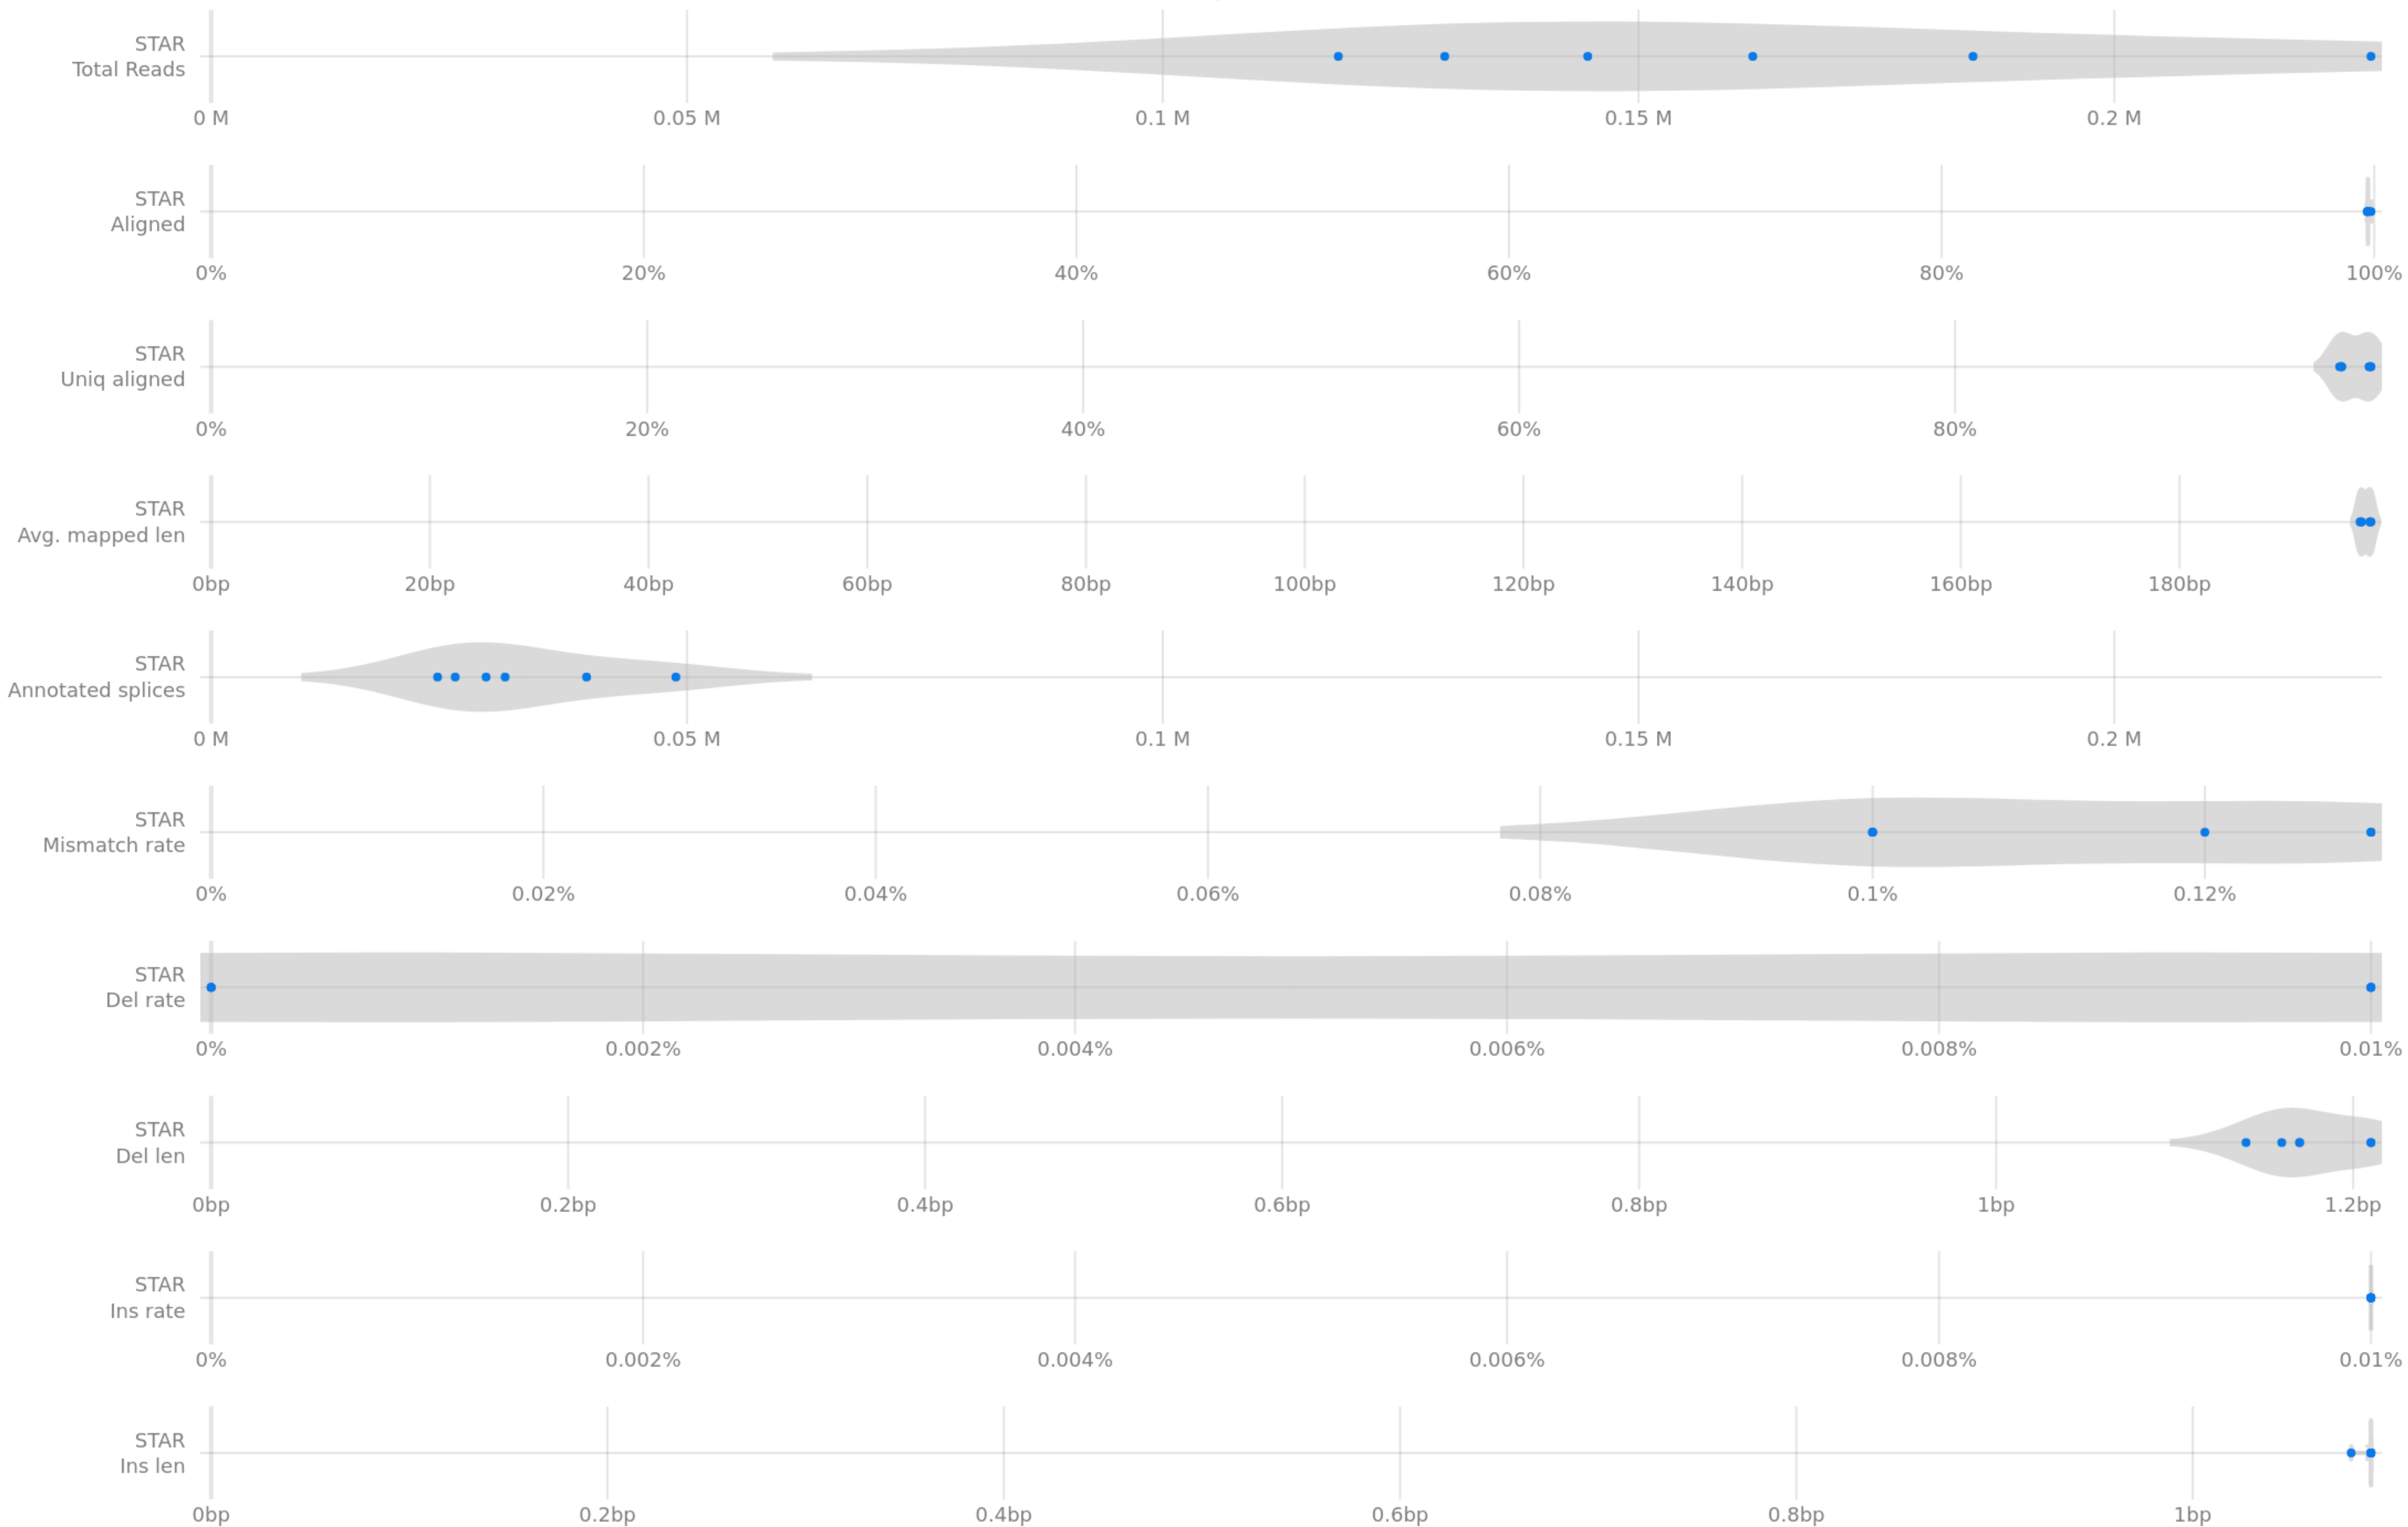 STAR
Total Reads
0 M 0.05 M 0.1 M 0.15 M 0.2 M
STAR
Aligned
0% 20% 40% 60% 80% 100%
STAR
Uniq aligned
0% 20% 40% 60% 80%
STAR
Avg. mapped len
0bp 20bp 40bp 60bp 80bp 100bp 120bp 140bp 160bp 180bp
STAR
Annotated splices
0 M 0.05 M 0.1 M 0.15 M 0.2 M
STAR
Mismatch rate
0% 0.02% 0.04% 0.06% 0.08% 0.1% 0.12%
STAR
Del rate
0% 0.002% 0.004% 0.006% 0.008% 0.01%
STAR
Del len
0bp 0.2bp 0.4bp 0.6bp 0.8bp 1bp 1.2bp
STAR
Ins rate
0% 0.002% 0.004% 0.006% 0.008% 0.01%
STAR
Ins len
0bp 0.2bp 0.4bp 0.6bp 0.8bp 1bp